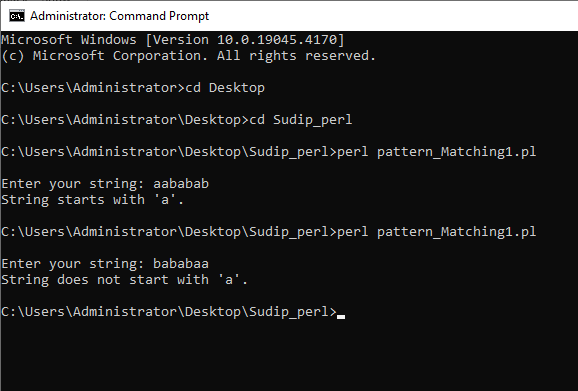 Administrator: Command Prompt
Microsoft Windows [Version 10.0.19045.4170]
(c) Microsoft Corporation. All rights reserved.
C:\Users\Administrator>cd Desktop
C:\Users\Administrator\Desktop>cd Sudip_perl
C:\Users\Administrator\Desktop\Sudip_perl>perl pattern_Matching1.pl
Enter your string: aababab
String starts with 'a'.
C:\Users\Administrator\Desktop\Sudip_perl>perl pattern_Matching1.pl
Enter your string: bababaa
String does not start with 'a'.
C:\Users\Administrator\Desktop\Sudip_perl>